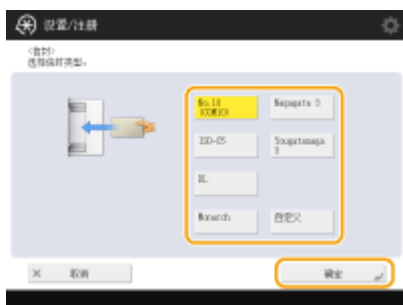 设置/注册
<信封>
选择信封类型。
No.10
(COM10)
Nagagata 3
ISO-C5
Yougatanaga
3
DL
Monarch
自定义
× 取消
确定